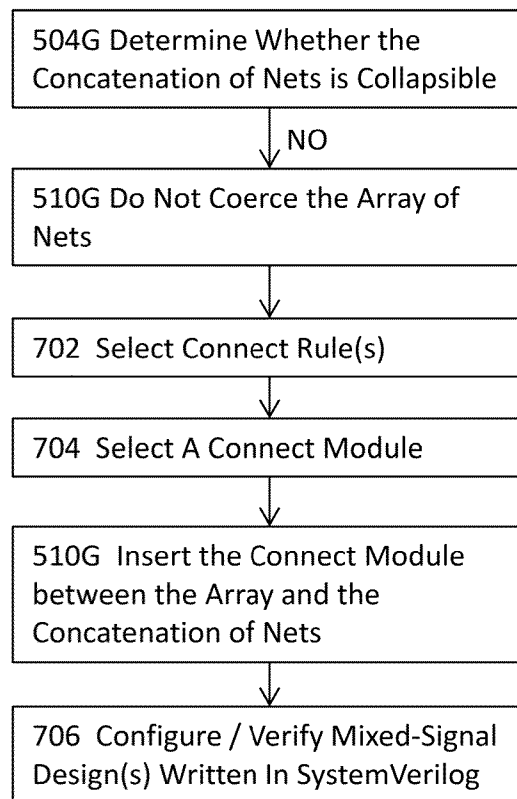 504G Determine Whether the
Concatenation of Nets is Collapsible
NO
510G Do Not Coerce the Array of
Nets
702 Select Connect Rule(s)
704 Select A Connect Module
510G Insert the Connect Module
between the Array and the
Concatenation of Nets
706 Configure / Verify Mixed-Signal
Design(s) Written In SystemVerilog